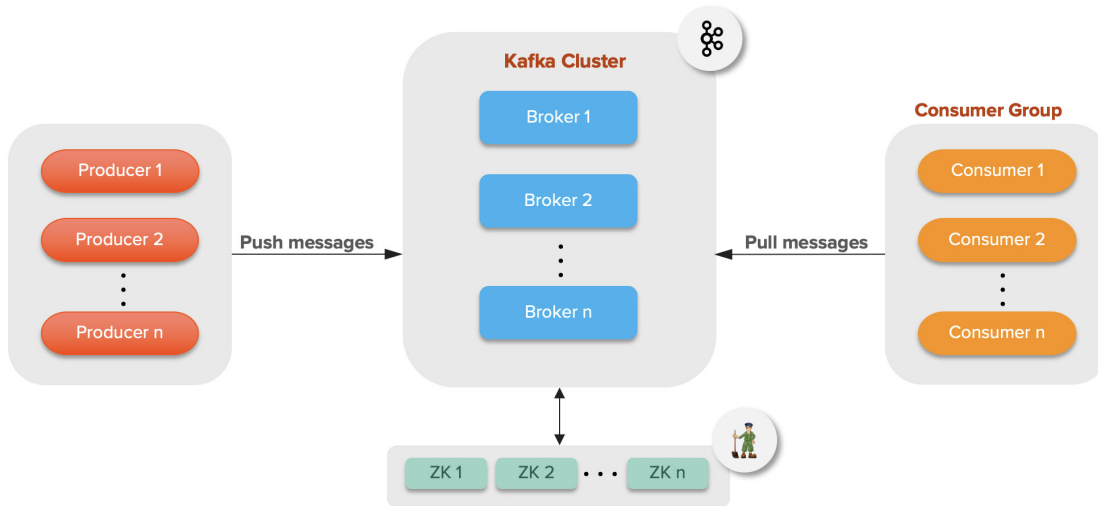 Kafka Cluster
Broker 1
Broker 2
Broker n
Producer 1
Producer 2
Producer n
Push messages
Pull messages
Consumer Group
Consumer 1
Consumer 2
Consumer n
ZK 1
ZK 2
ZK n